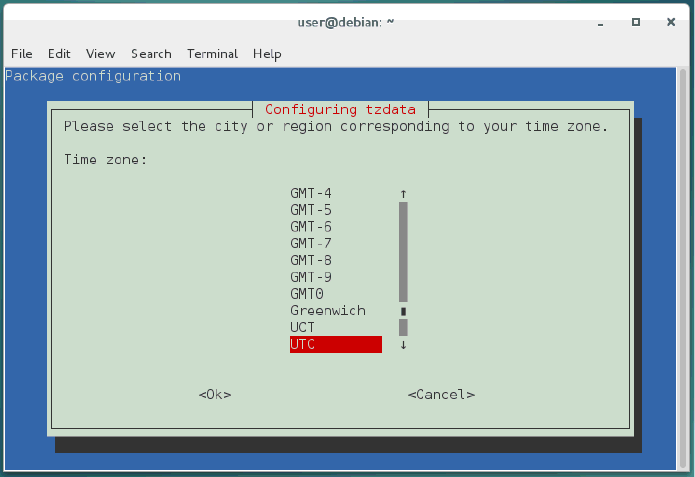 user@debian: ~
File Edit View Search Terminal Help
Package configuration
Configuring tzdata
Please select the city or region corresponding to your time zone.
Time zone:
GMT-4
GMT-5
GMT-6
GMT-7
GMT-8
GMT-9
GMT0
Greenwich
UCT
UTC
<Ok> <Cancel>